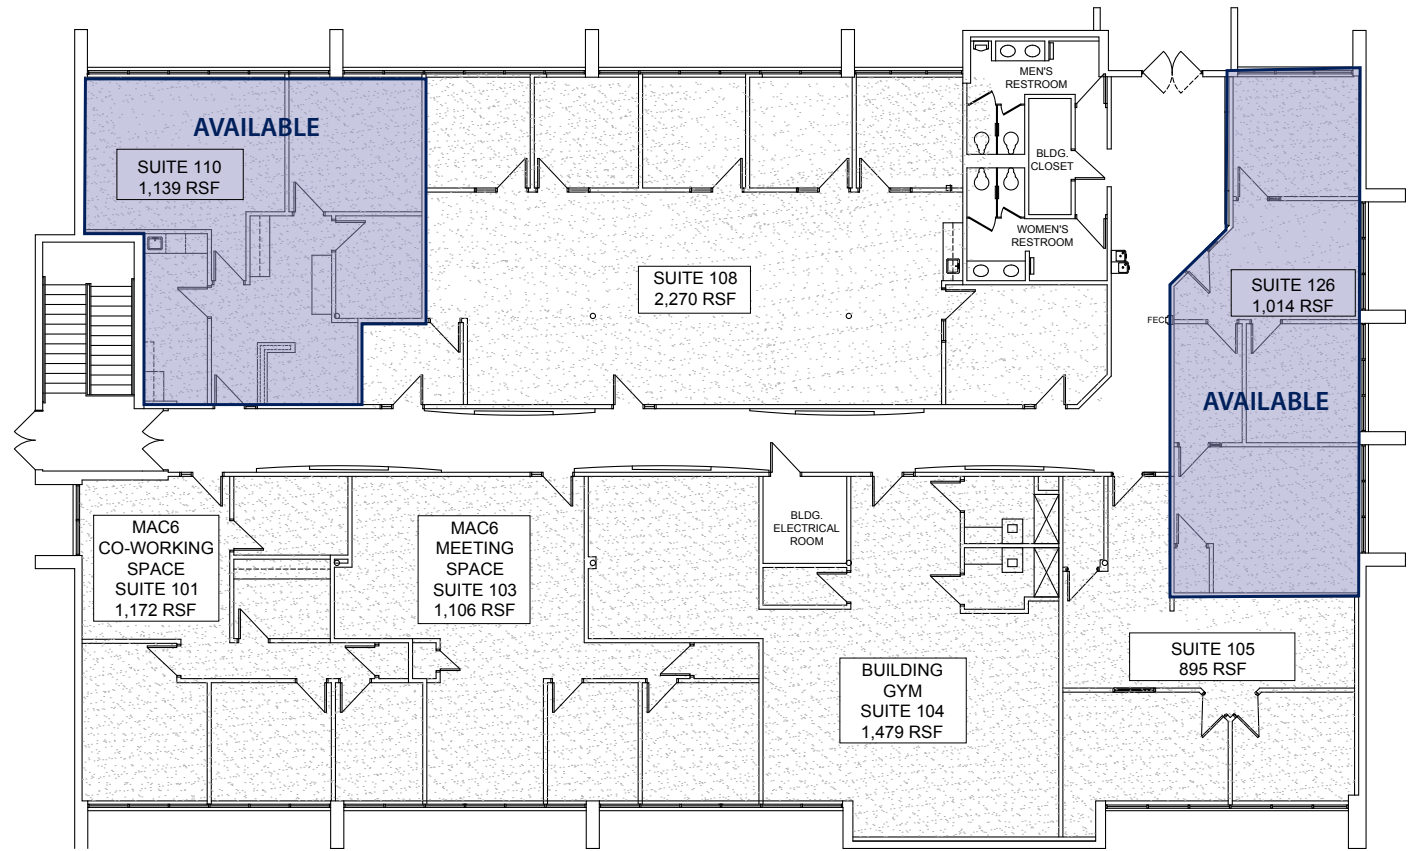 MEN'S
RESTROOM
AVAILABLE
SUITE 110
1,139 RSF
BLDG.
CLOSET
WOMEN'S
RESTROOM
SUITE 108
2,270 RSF
SUITE 126
1,014 RSF
FEC
AVAILABLE
MAC6
CO-WORKING
SPACE
SUITE 101
1,172 RSF
MAC6
MEETING
SPACE
SUITE 103
1,106 RSF
BLDG.
ELECTRICAL
ROOM
SUITE 105
895 RSF
BUILDING
GYM
SUITE 104
1,479 RSF